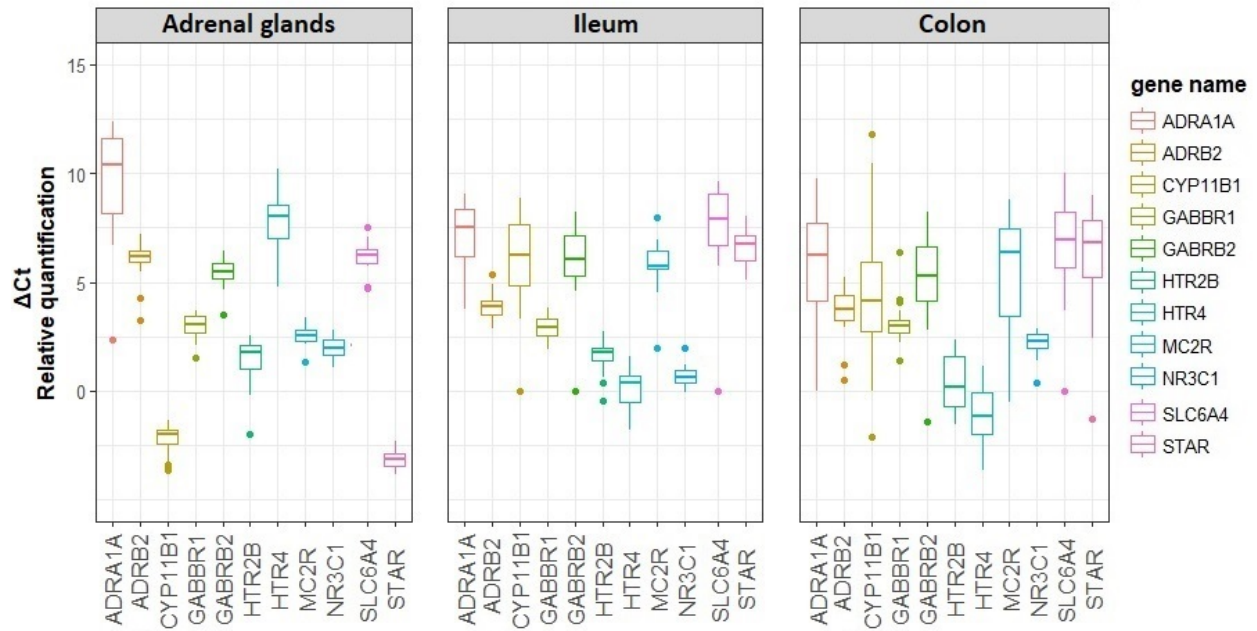 Adrenal glands
Ileum
Colon
ΔCt
Relative quantification
15
10
5
0
ADRA1A
ADRB2
CYP11B1
GABBR1
GABRB2
HTR2B
HTR4
MC2R
NR3C1
SLC6A4
STAR
ADRA1A
ADRB2
CYP11B1
GABBR1
GABRB2
HTR2B
HTR4
MC2R
NR3C1
SLC6A4
STAR
ADRA1A
ADRB2
CYP11B1
GABBR1
GABRB2
HTR2B
HTR4
MC2R
NR3C1
SLC6A4
STAR
gene name
ADRA1A
ADRB2
CYP11B1
GABBR1
GABRB2
HTR2B
HTR4
MC2R
NR3C1
SLC6A4
STAR